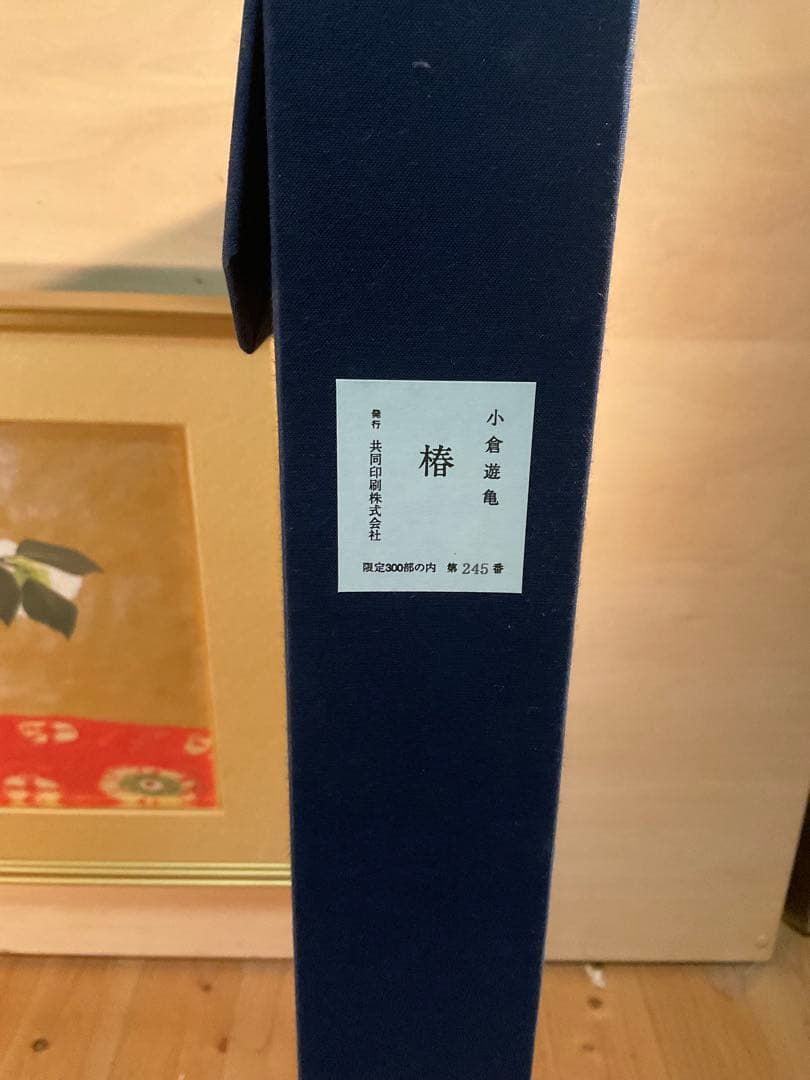 小倉遊亀
椿
発行 共同印刷株式会社
限定300部の内 第245番